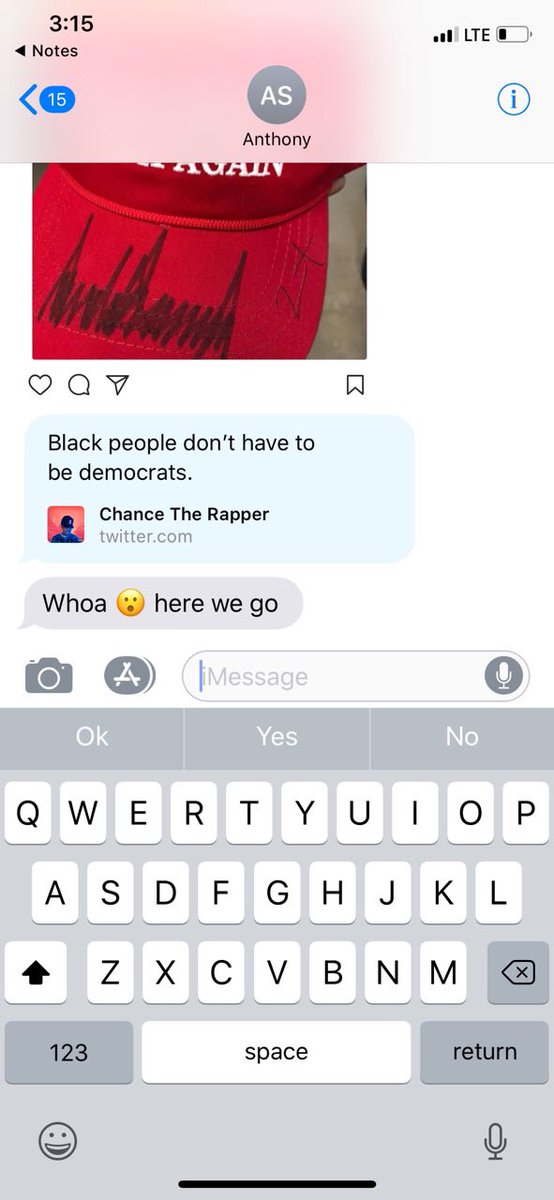 3:15
LTE
Notes
15
AS
Anthony
AGAIN
Black people don’t have to
be democrats.
Chance The Rapper
twitter.com
Whoa 😮 here we go
iMessage
Ok Yes No
Q W E R T Y U I O P
A S D F G H J K L
Z X C V B N M
123 space return